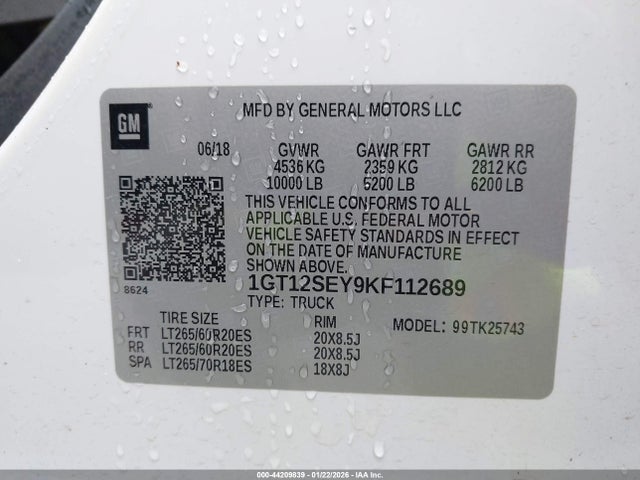 GM
MFD BY GENERAL MOTORS LLC
06/18 GVWR GAWR FRT GAWR RR
4536 KG 2359 KG 2812 KG
10000 LB 5200 LB 6200 LB
THIS VEHICLE CONFORMS TO ALL
APPLICABLE U.S. FEDERAL MOTOR
VEHICLE SAFETY STANDARDS IN EFFECT
ON THE DATE OF MANUFACTURE
SHOWN ABOVE.
8624
1GT12SEY9KF112689
TYPE: TRUCK
TIRE SIZE RIM MODEL: 99TK25743
FRT LT265/60R20ES 20X8.5J
RR LT265/60R20ES 20X8.5J
SPA LT265/70R18ES 18X8J
000-44209839 - 01/22/2026 - IAAI.COM